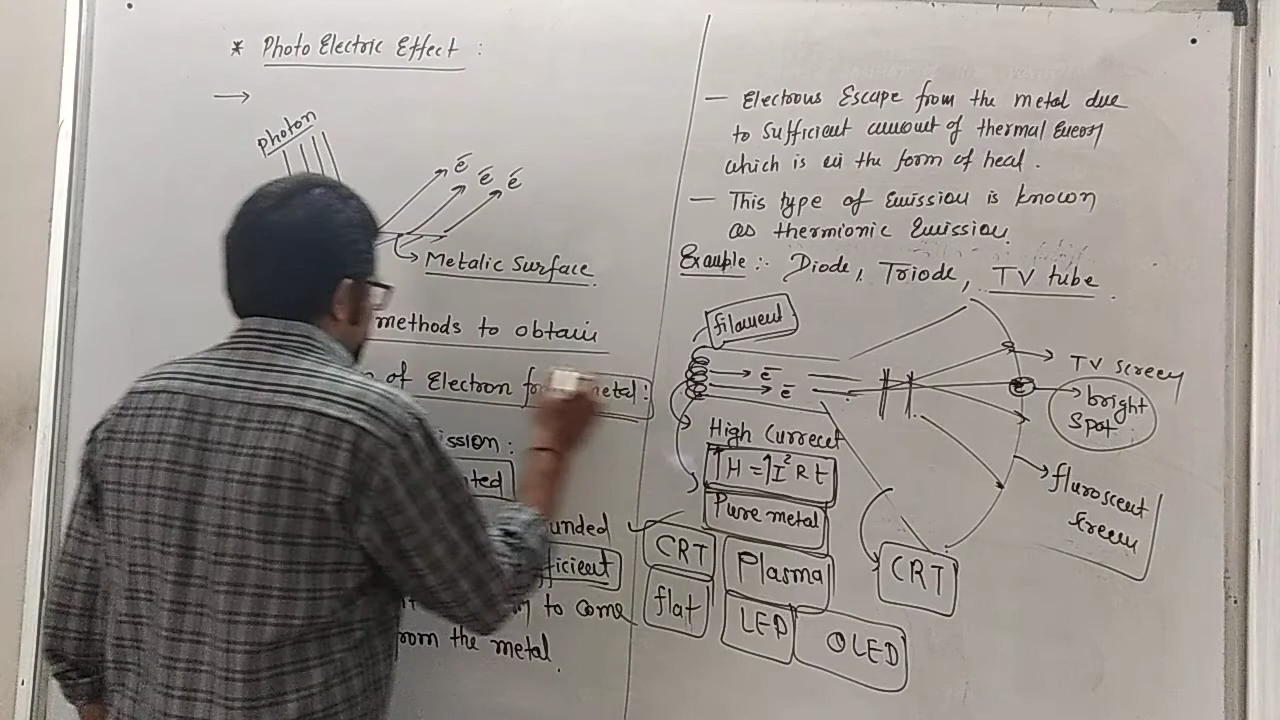 * Photo Electric Effect :
→
Photon
ē ē ē
Metalic Surface
methods to obtain
of Electron from metal :
ission :
ted
unded
ficient
to come
rom the metal.
— Electrons Escape from the metal due
to sufficient amount of thermal Energy
which is in the form of heat .
— This type of Emission is known
as thermionic Emission.
Example :- Diode, Triode, TV tube .
filament
ē
ē
TV screen
e
bright
Spot
High Current
↑H = ↑I² R t
Pure metal
fluroscent
Screen
CRT
flat
Plasma
LED
OLED
CRT